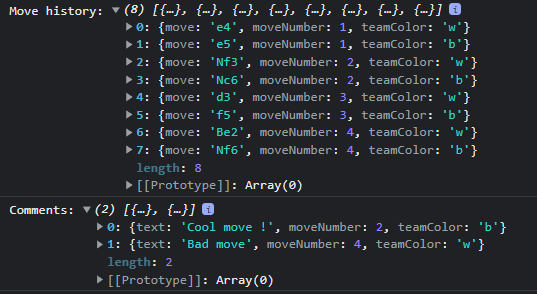 Move history: ▼ (8) [{…}, {…}, {…}, {…}, {…}, {…}, {…}, {…}] i
▶ 0: {move: 'e4', moveNumber: 1, teamColor: 'w'}
▶ 1: {move: 'e5', moveNumber: 1, teamColor: 'b'}
▶ 2: {move: 'Nf3', moveNumber: 2, teamColor: 'w'}
▶ 3: {move: 'Nc6', moveNumber: 2, teamColor: 'b'}
▶ 4: {move: 'd3', moveNumber: 3, teamColor: 'w'}
▶ 5: {move: 'f5', moveNumber: 3, teamColor: 'b'}
▶ 6: {move: 'Be2', moveNumber: 4, teamColor: 'w'}
▶ 7: {move: 'Nf6', moveNumber: 4, teamColor: 'b'}
length: 8
▶ [[Prototype]]: Array(0)
Comments: ▼ (2) [{…}, {…}] i
▶ 0: {text: 'Cool move !', moveNumber: 2, teamColor: 'b'}
▶ 1: {text: 'Bad move', moveNumber: 4, teamColor: 'w'}
length: 2
▶ [[Prototype]]: Array(0)